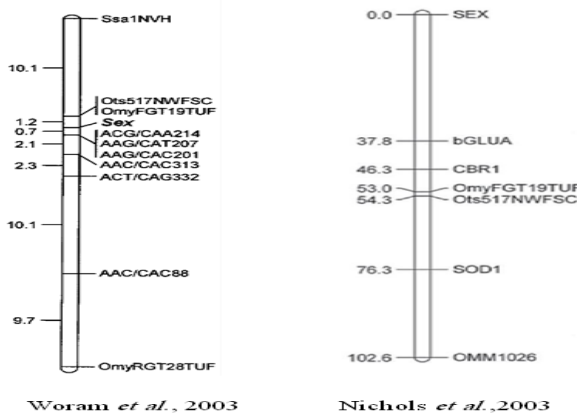 Ssa1NVH
10.1
Ots517NWFSC
OmyFGT19TUF
1.2
Sex
0.7
ACG/CAA214
2.1
AAG/CAT207
AAG/CAC201
2.3
AAC/CAC313
ACT/CAG332
10.1
AAC/CAC88
9.7
OmyRGT28TUF
Woram et al., 2003
0.0 SEX
37.8 bGLUA
46.3 CBR1
53.0 OmyFGT19TUF
54.3 Ots517NWFSC
76.3 SOD1
102.6 OMM1026
Nichols et al.,2003